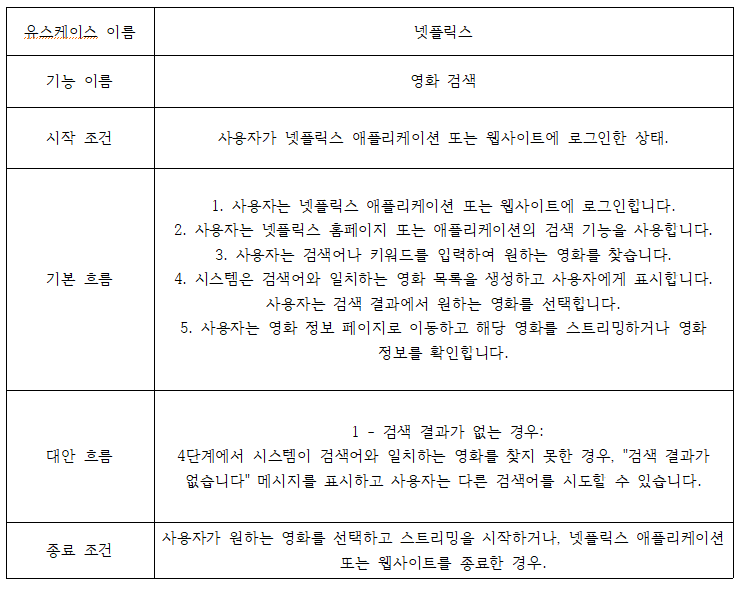 유스케이스 이름
넷플릭스
기능 이름
영화 검색
시작 조건
사용자가 넷플릭스 애플리케이션 또는 웹사이트에 로그인한 상태.
기본 흐름
1. 사용자는 넷플릭스 애플리케이션 또는 웹사이트에 로그인합니다.
2. 사용자는 넷플릭스 홈페이지 또는 애플리케이션의 검색 기능을 사용합니다.
3. 사용자는 검색어나 키워드를 입력하여 원하는 영화를 찾습니다.
4. 시스템은 검색어와 일치하는 영화 목록을 생성하고 사용자에게 표시합니다.
사용자는 검색 결과에서 원하는 영화를 선택합니다.
5. 사용자는 영화 정보 페이지로 이동하고 해당 영화를 스트리밍하거나 영화
정보를 확인합니다.
대안 흐름
1 - 검색 결과가 없는 경우:
4단계에서 시스템이 검색어와 일치하는 영화를 찾지 못한 경우, "검색 결과가
없습니다" 메시지를 표시하고 사용자는 다른 검색어를 시도할 수 있습니다.
종료 조건
사용자가 원하는 영화를 선택하고 스트리밍을 시작하거나, 넷플릭스 애플리케이션
또는 웹사이트를 종료한 경우.